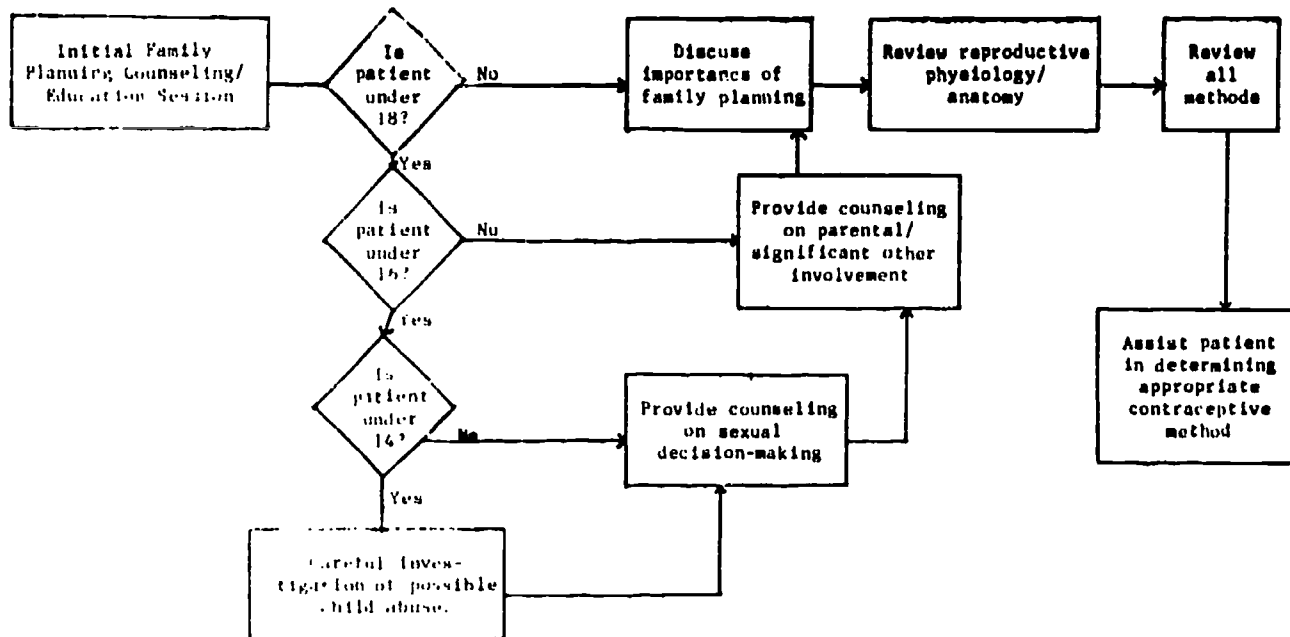 Initial Family
Planning Counseling/
Education Session
Is
patient
under
18?
No
Discuse
importance of
family planning
Review reproductive
physiology/
anatomy
Review
all
methode
Yes
Is
patient
under
16?
No
Provide counseling
on parental/
significant other
involvement
Yes
Is
patient
under
14?
No
Provide counseling
on sexual
decision-making
Assist patient
in determining
appropriate
contraceptive
method
Yes
Careful inves-
tigation of possible
child abuse.